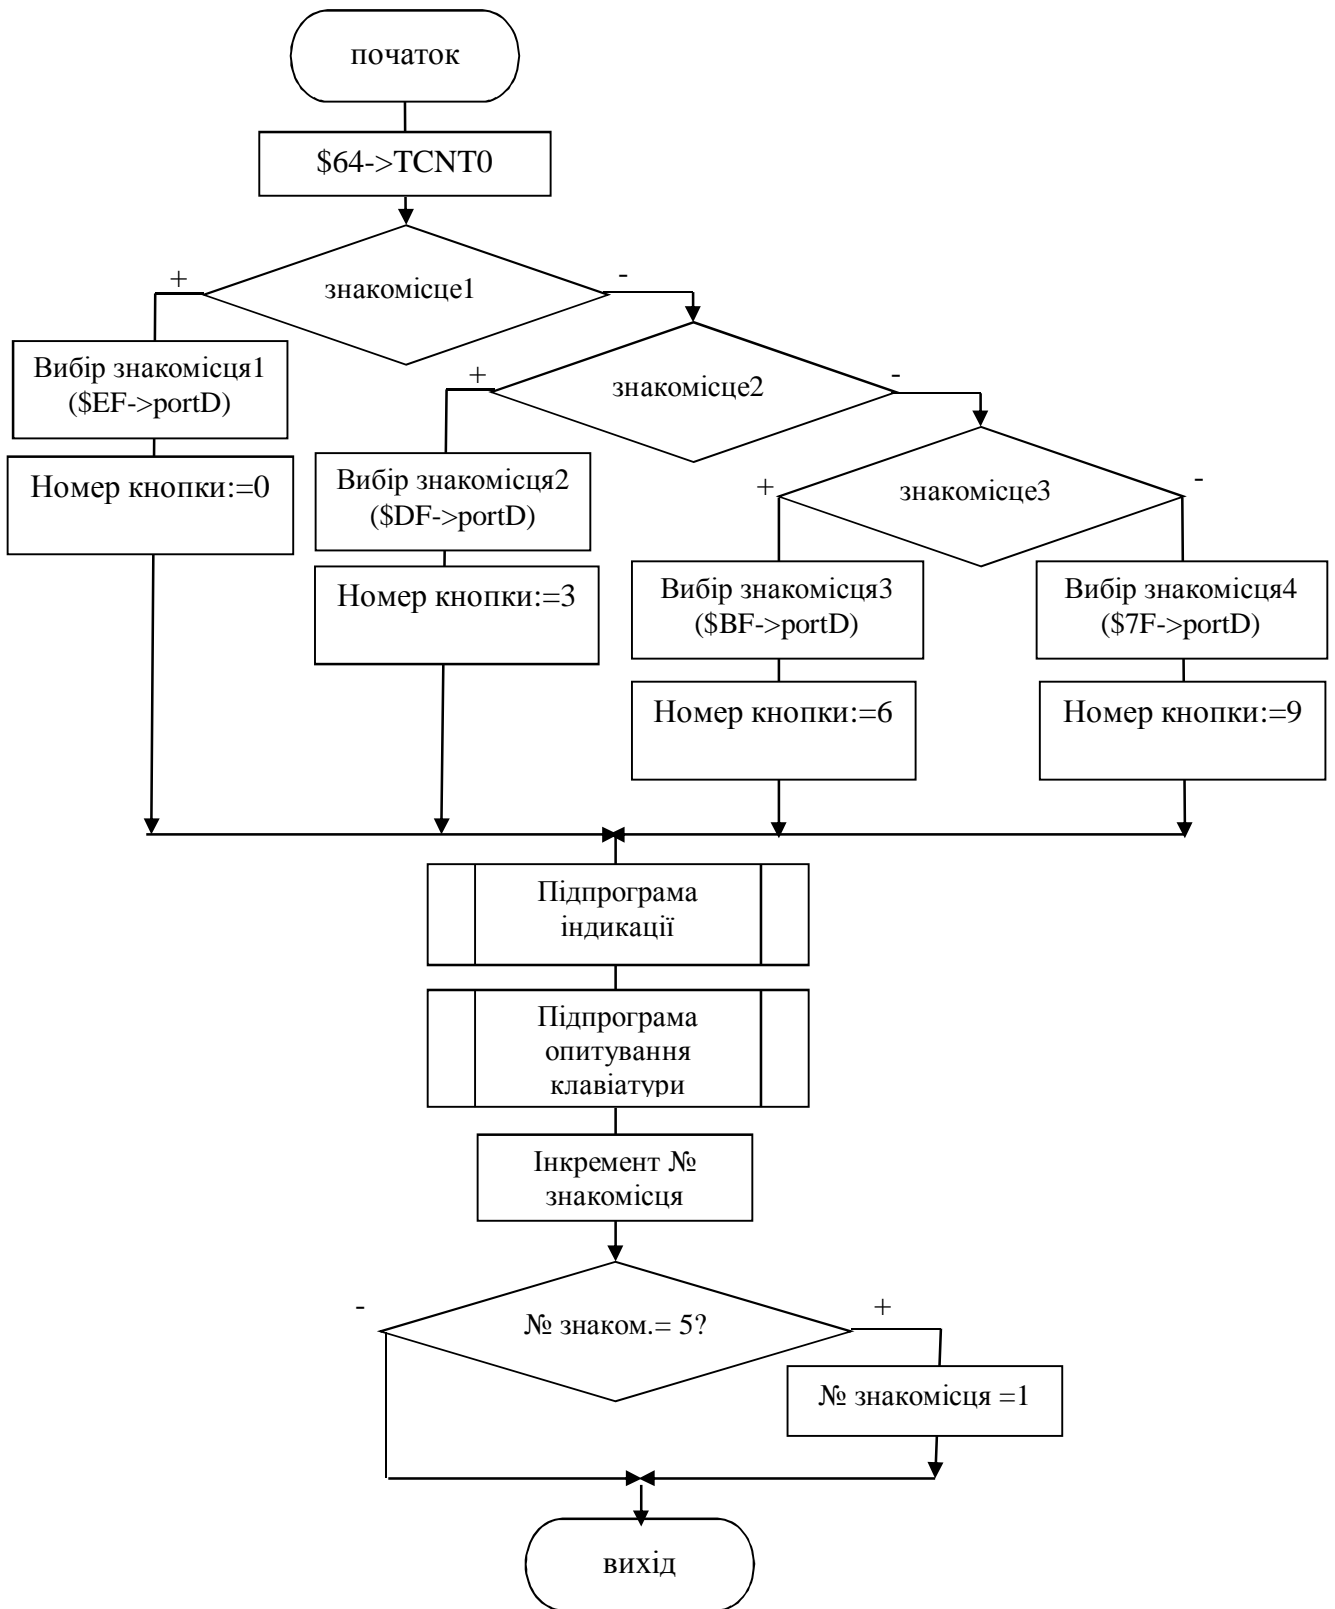 початок
$64->TCNT0
+
знакомісце1
-
Вибір знакомісця1
($EF->portD)
+
знакомісце2
-
Номер кнопки:=0
Вибір знакомісця2
($DF->portD)
+
знакомісце3
-
Номер кнопки:=3
Вибір знакомісця3
($BF->portD)
Вибір знакомісця4
($7F->portD)
Номер кнопки:=6
Номер кнопки:=9
Підпрограма
індикації
Підпрограма
опитування
клавіатури
Інкремент №
знакомісця
-
№ знаком.= 5?
+
№ знакомісця =1
вихід